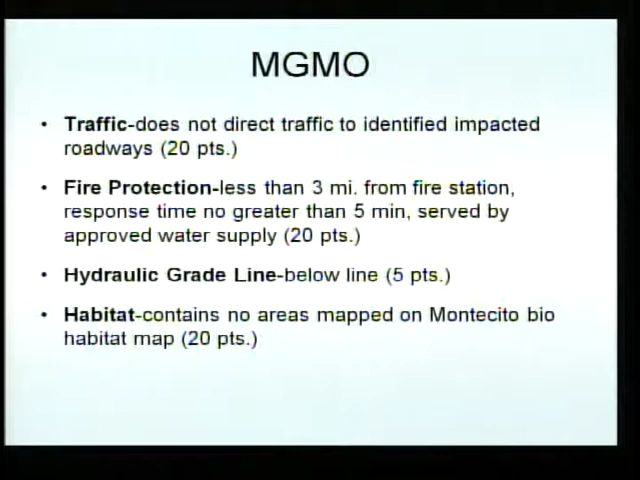 MGMO
• Traffic-does not direct traffic to identified impacted
roadways (20 pts.)
• Fire Protection-less than 3 mi. from fire station,
response time no greater than 5 min, served by
approved water supply (20 pts.)
• Hydraulic Grade Line-below line (5 pts.)
• Habitat-contains no areas mapped on Montecito bio
habitat map (20 pts.)